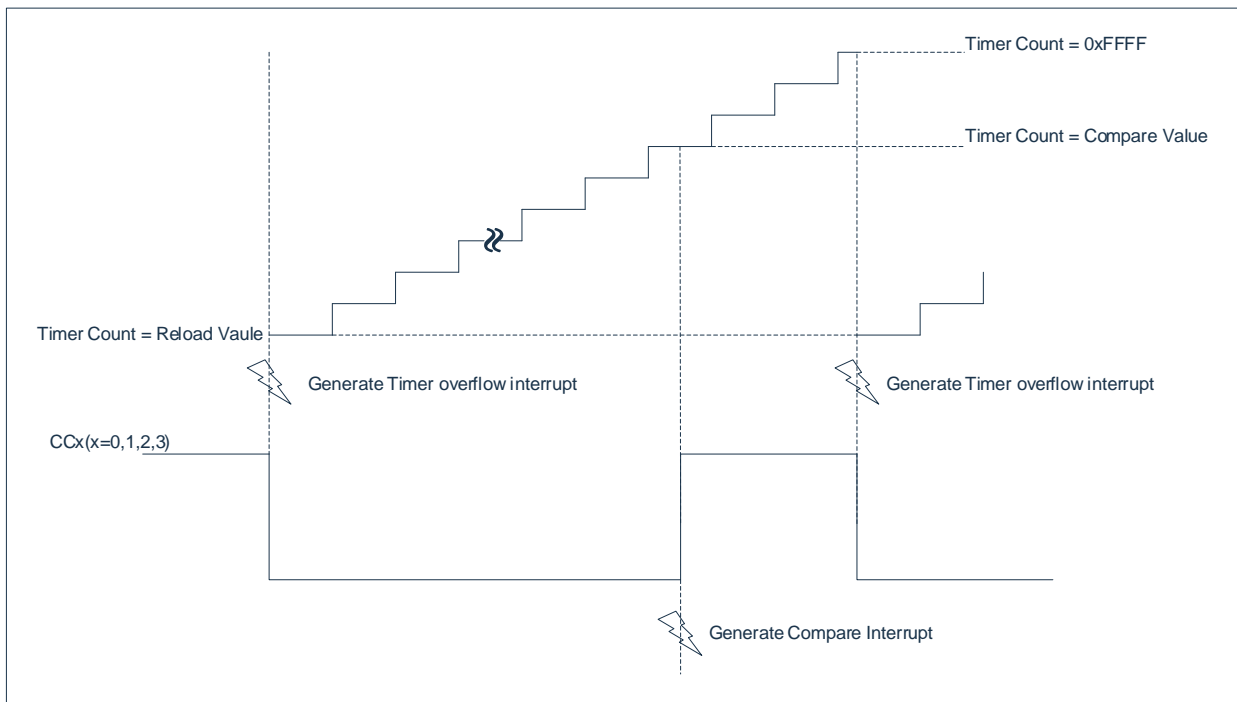 Timer Count = 0xFFFF
Timer Count = Compare Value
Timer Count = Reload Vaule
Generate Timer overflow interrupt
Generate Timer overflow interrupt
CCx(x=0,1,2,3)
Generate Compare Interrupt